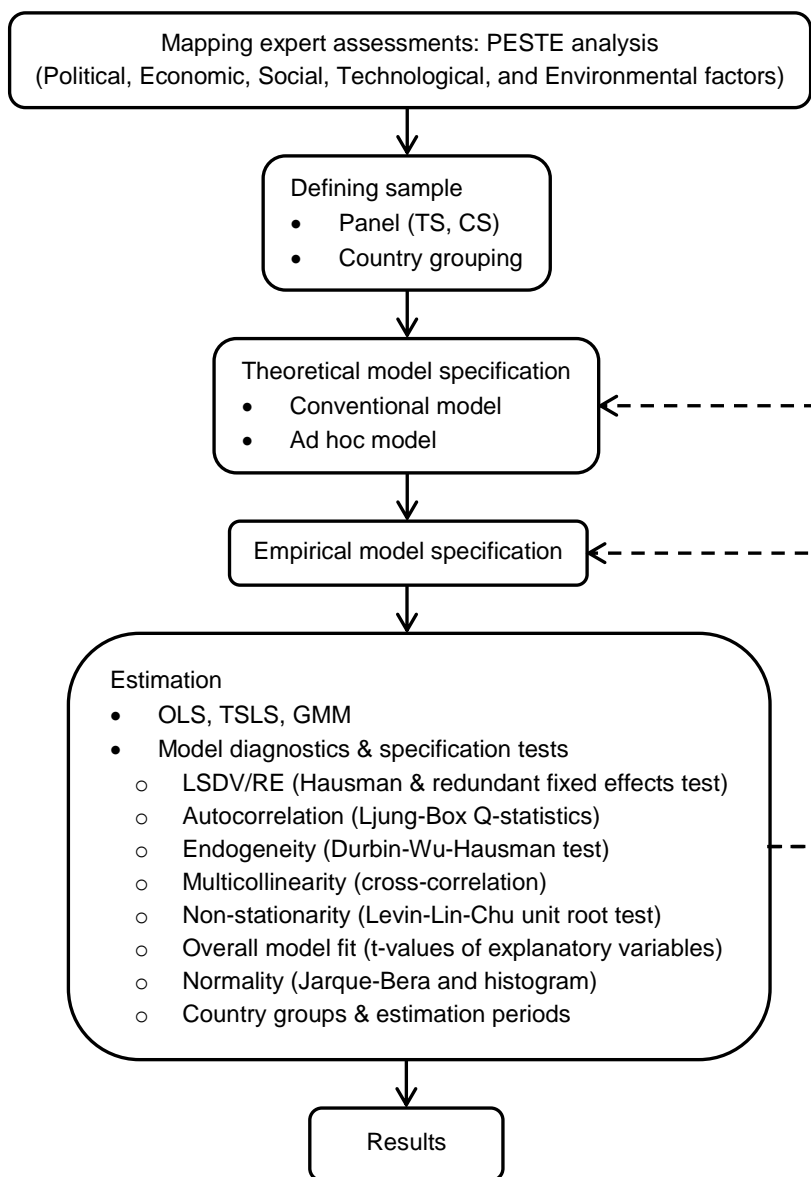 Mapping expert assessments: PESTE analysis
(Political, Economic, Social, Technological, and Environmental factors)
Defining sample
• Panel (TS, CS)
• Country grouping
Theoretical model specification
• Conventional model
• Ad hoc model
Empirical model specification
Estimation
• OLS, TSLS, GMM
• Model diagnostics & specification tests
o LSDV/RE (Hausman & redundant fixed effects test)
o Autocorrelation (Ljung-Box Q-statistics)
o Endogeneity (Durbin-Wu-Hausman test)
o Multicollinearity (cross-correlation)
o Non-stationarity (Levin-Lin-Chu unit root test)
o Overall model fit (t-values of explanatory variables)
o Normality (Jarque-Bera and histogram)
o Country groups & estimation periods
Results